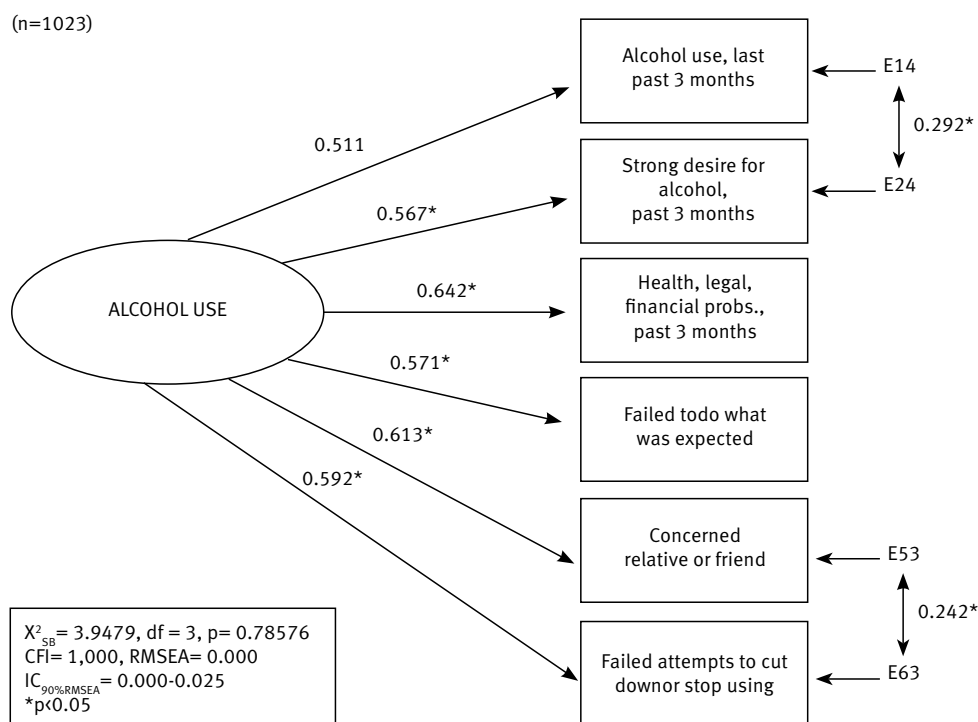 (n=1023)
Alcohol use, last
past 3 months
E14
0.292*
0.511
Strong desire for
alcohol,
past 3 months
E24
0.567*
Health, legal,
financial probs.,
past 3 months
0.642*
ALCOHOL USE
0.571*
Failed todo what
was expected
0.613*
0.592*
Concerned
relative or friend
E53
0.242*
Failed attempts to cut
downor stop using
E63
X²SB= 3.9479, df = 3, p= 0.78576
CFI= 1,000, RMSEA= 0.000
IC90%RMSEA= 0.000-0.025
*p<0.05